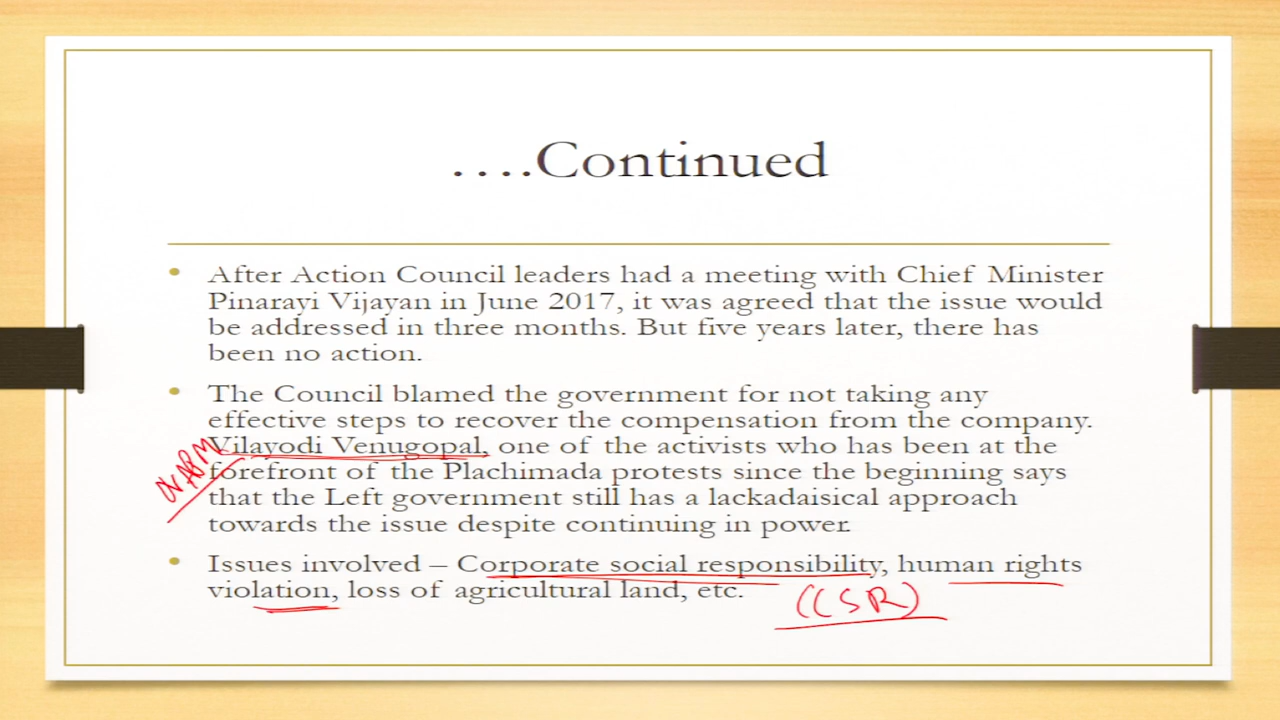 ….Continued
• After Action Council leaders had a meeting with Chief Minister
Pinarayi Vijayan in June 2017, it was agreed that the issue would
be addressed in three months. But five years later, there has
been no action.
• The Council blamed the government for not taking any
effective steps to recover the compensation from the company.
Vilayodi Venugopal, one of the activists who has been at the
forefront of the Plachimada protests since the beginning says
that the Left government still has a lackadaisical approach
towards the issue despite continuing in power.
• Issues involved – Corporate social responsibility, human rights
violation, loss of agricultural land, etc.
(CSR)